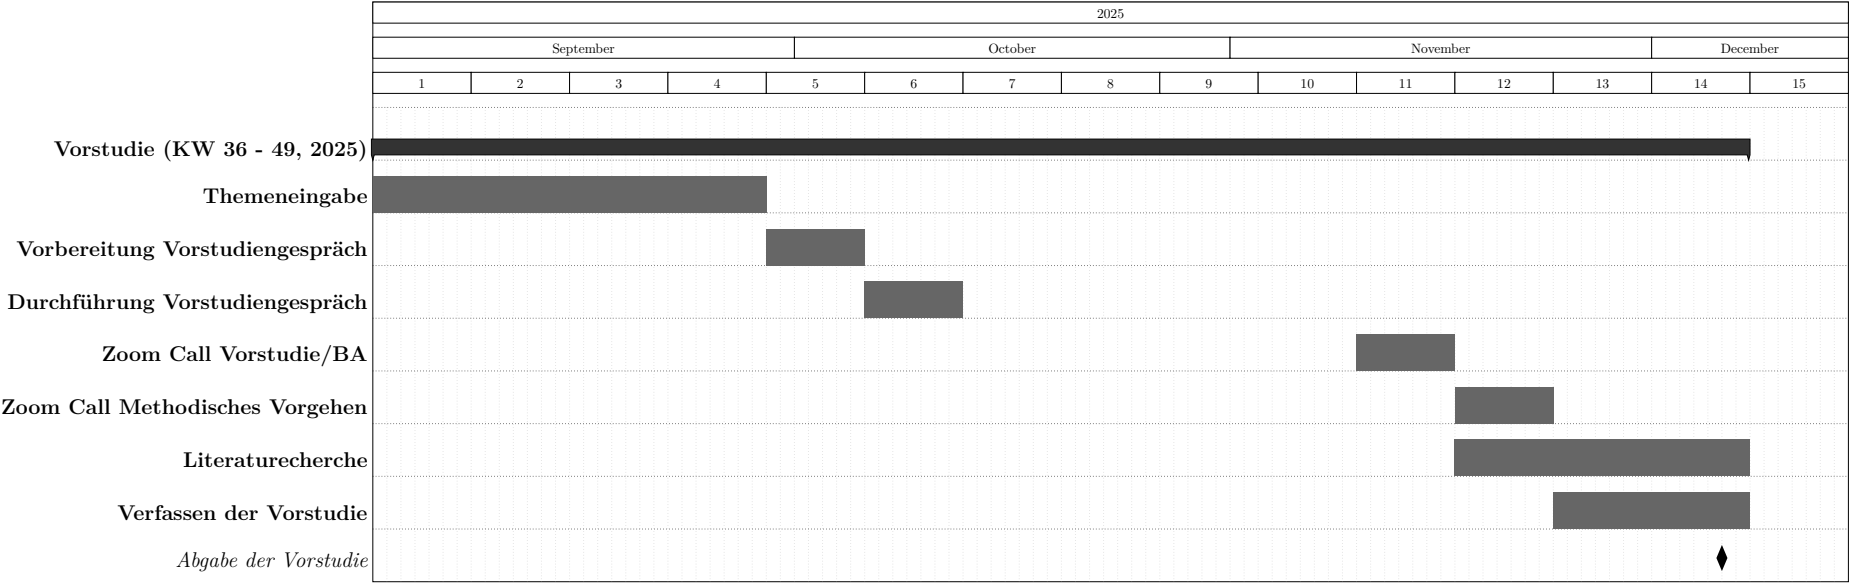 2025
September October November December
1 2 3 4 5 6 7 8 9 10 11 12 13 14 15
Vorstudie (KW 36 - 49, 2025)
Themeneingabe
Vorbereitung Vorstudiengespräch
Durchführung Vorstudiengespräch
Zoom Call Vorstudie/BA
Zoom Call Methodisches Vorgehen
Literaturecherche
Verfassen der Vorstudie
Abgabe der Vorstudie